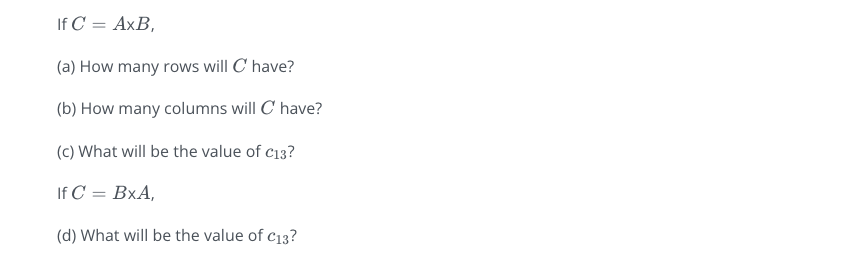 If C = AxB,
(a) How many rows will C have?
(b) How many columns will C have?
(c) What will be the value of c₁₃?
If C = BxA,
(d) What will be the value of c₁₃?